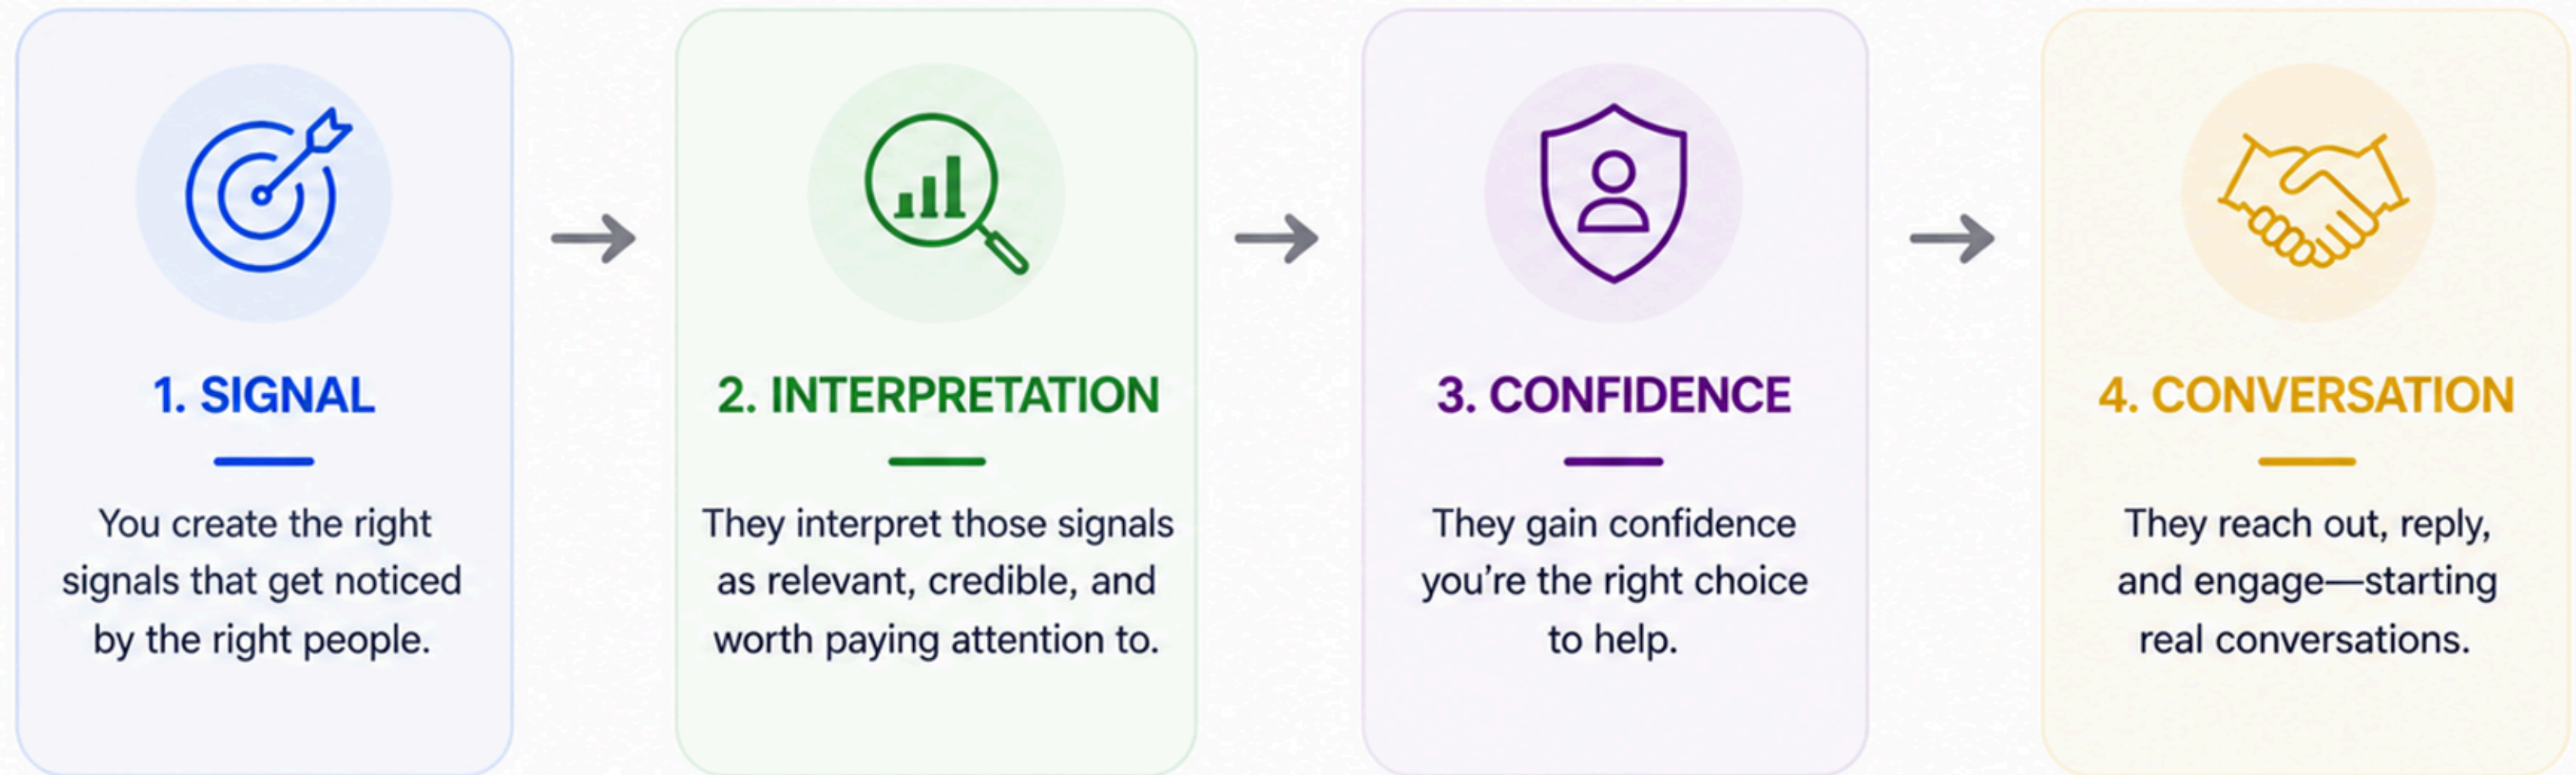 1. SIGNAL
You create the right
signals that get noticed
by the right people.
2. INTERPRETATION
They interpret those signals
as relevant, credible, and
worth paying attention to.
3. CONFIDENCE
They gain confidence
you’re the right choice
to help.
4. CONVERSATION
They reach out, reply,
and engage—starting
real conversations.